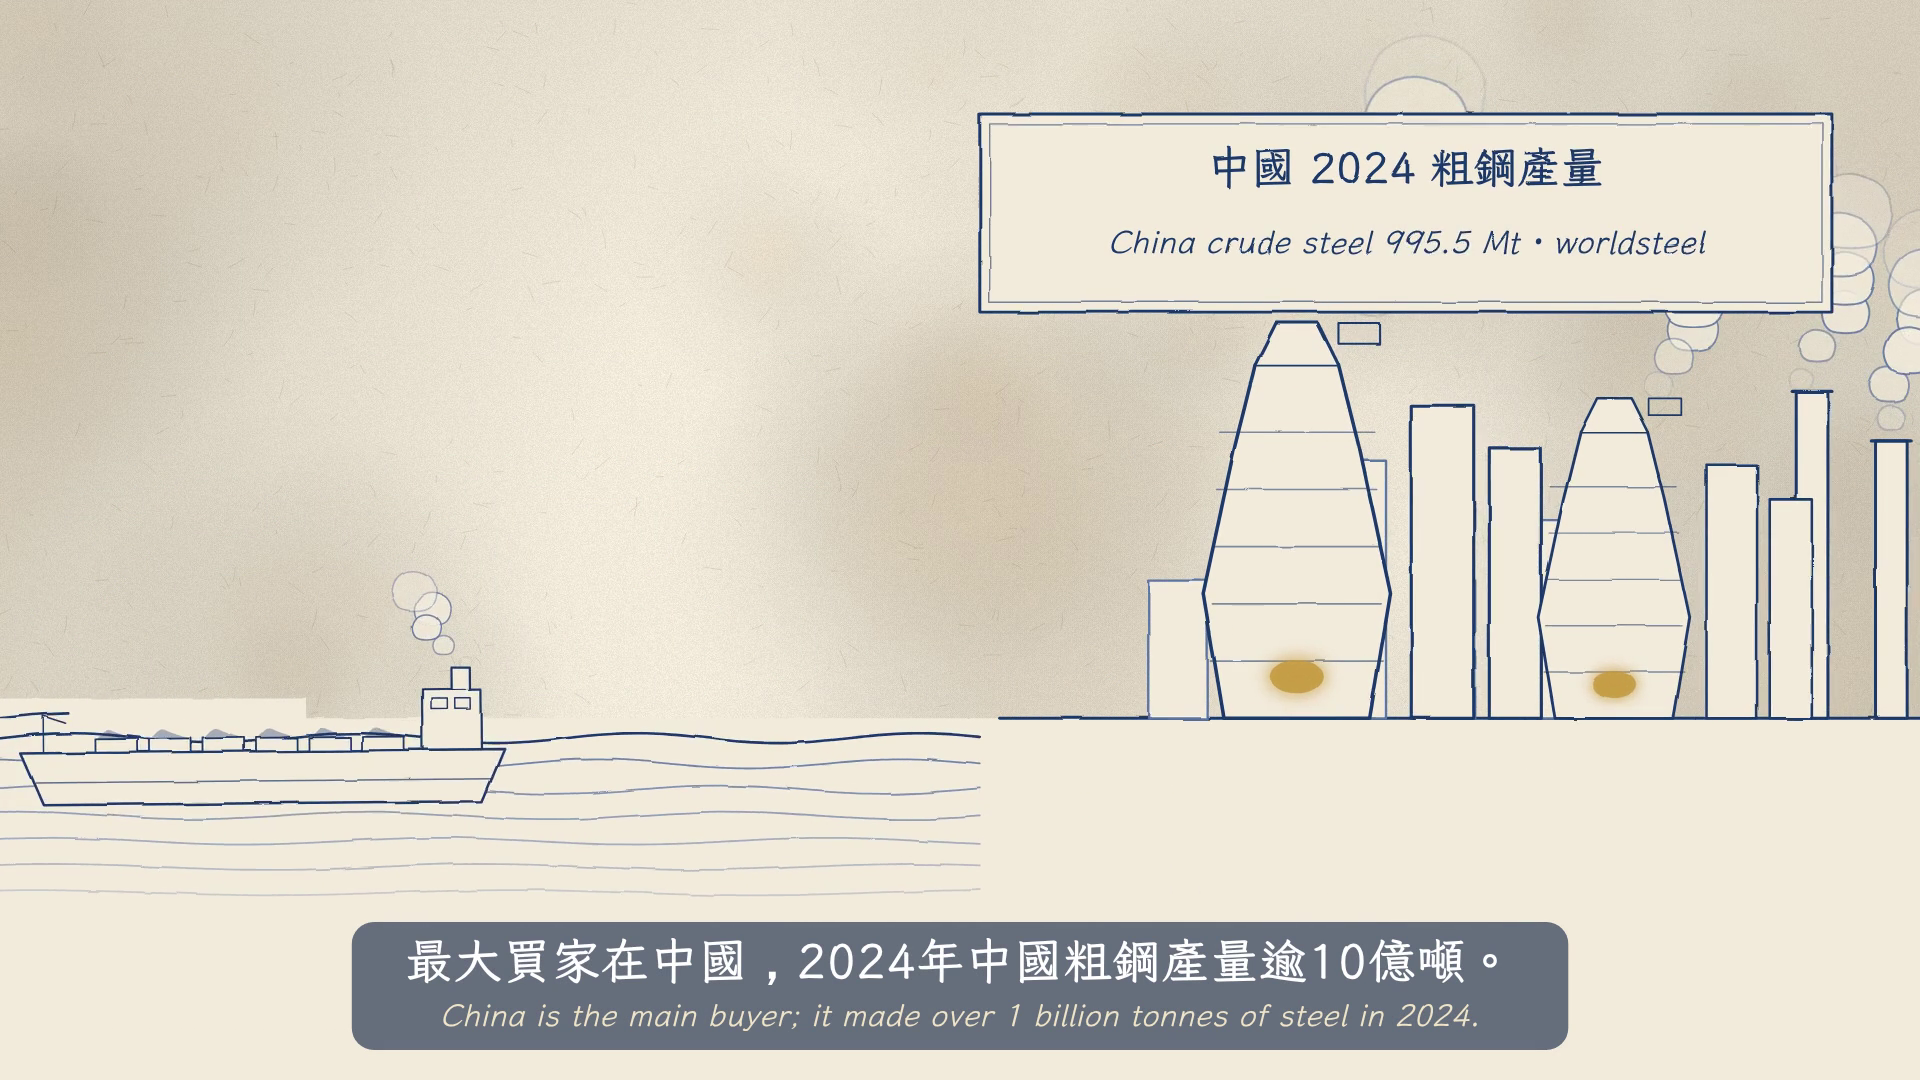 中國 2024 粗鋼產量
China crude steel 995.5 Mt • worldsteel
最大買家在中國，2024年中國粗鋼產量逾10億噸。
China is the main buyer; it made over 1 billion tonnes of steel in 2024.